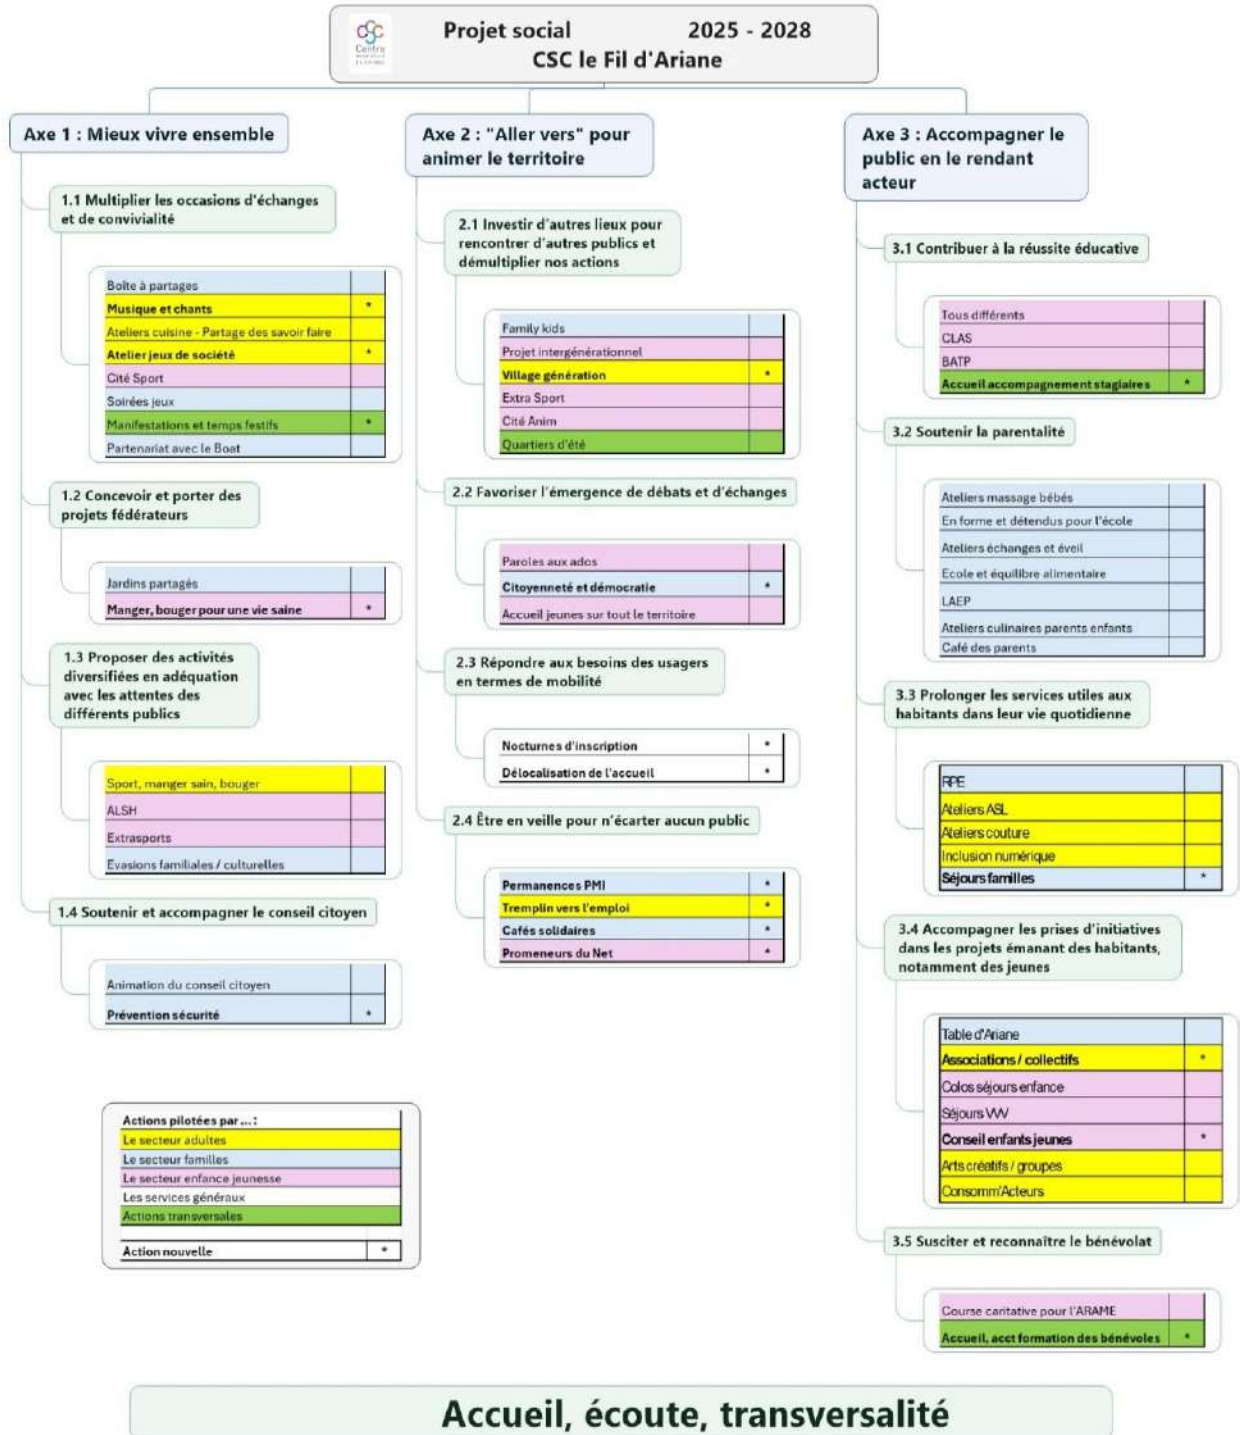 Projet social 2025 - 2028
CSC le Fil d'Ariane
CSC
Centre
Axe 1 : Mieux vivre ensemble
1.1 Multiplier les occasions d'échanges
et de convivialité
Boîte à partages
Musique et chants *
Ateliers cuisine - Partage des savoir faire
Atelier jeux de société *
Cité Sport
Soirées jeux
Manifestations et temps festifs *
Partenariat avec le Boat
1.2 Concevoir et porter des
projets fédérateurs
Jardins partagés
Manger, bouger pour une vie saine *
1.3 Proposer des activités
diversifiées en adéquation
avec les attentes des
différents publics
Sport, manger sain, bouger
ALSH
Extrasports
Evasions familiales / culturelles
1.4 Soutenir et accompagner le conseil citoyen
Animation du conseil citoyen
Prévention sécurité *
Actions pilotées par ... :
Le secteur adultes
Le secteur familles
Le secteur enfance jeunesse
Les services généraux
Actions transversales
Action nouvelle *
Axe 2 : "Aller vers" pour
animer le territoire
2.1 Investir d'autres lieux pour
rencontrer d'autres publics et
démultiplier nos actions
Family kids
Projet intergénérationnel
Village génération *
Extra Sport
Cité Anim
Quartiers d'été
2.2 Favoriser l'émergence de débats et d'échanges
Paroles aux ados
Citoyenneté et démocratie *
Accueil jeunes sur tout le territoire
2.3 Répondre aux besoins des usagers
en termes de mobilité
Nocturnes d'inscription *
Délocalisation de l'accueil *
2.4 Être en veille pour n'écarter aucun public
Permanences PMI *
Tremplin vers l'emploi *
Cafés solidaires *
Promeneurs du Net *
Axe 3 : Accompagner le
public en le rendant
acteur
3.1 Contribuer à la réussite éducative
Tous différents
CLAS
BATP
Accueil accompagnement stagiaires *
3.2 Soutenir la parentalité
Ateliers massage bébés
En forme et détendus pour l'école
Ateliers échanges et éveil
Ecole et équilibre alimentaire
LAEP
Ateliers culinaires parents enfants
Café des parents
3.3 Prolonger les services utiles aux
habitants dans leur vie quotidienne
RPE
Ateliers ASL
Ateliers couture
Inclusion numérique
Séjours familles *
3.4 Accompagner les prises d'initiatives
dans les projets émanant des habitants,
notamment des jeunes
Table d'Ariane
Associations / collectifs *
Colos séjours enfance
Séjours VVV
Conseil enfants jeunes *
Arts créatifs / groupes
Consomm'Acteurs
3.5 Susciter et reconnaître le bénévolat
Course caritative pour l'ARAME
Accueil, acct formation des bénévoles *
Accueil, écoute, transversalité